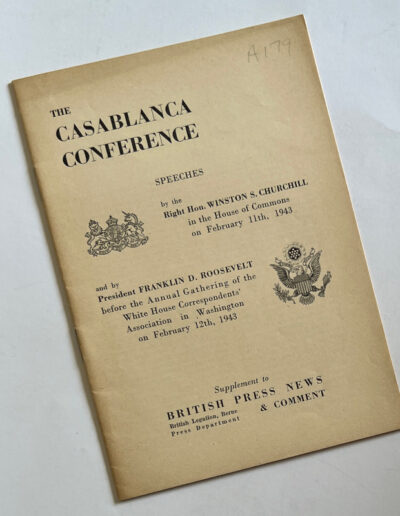 A179
THE
CASABLANCA
CONFERENCE
SPEECHES
by the
Right Hon. WINSTON S. CHURCHILL
in the House of Commons
on February 11th, 1943
and by
President FRANKLIN D. ROOSEVELT
before the Annual Gathering of the
White House Correspondents'
Association in Washington
on February 12th, 1943
Supplement to
BRITISH PRESS NEWS
& COMMENT
British Legation, Berne
Press Department